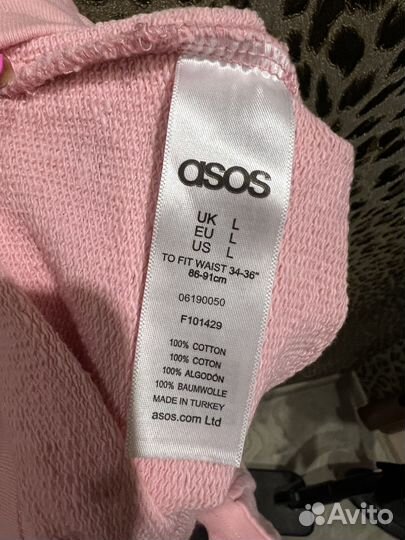 asos
UK L
EU L
US L
TO FIT WAIST 34-36"
86-91cm
06190050
F101429
100% COTTON
100% COTON
100% ALGODÓN
100% BAUMWOLLE
MADE IN TURKEY
asos.com Ltd
Avito